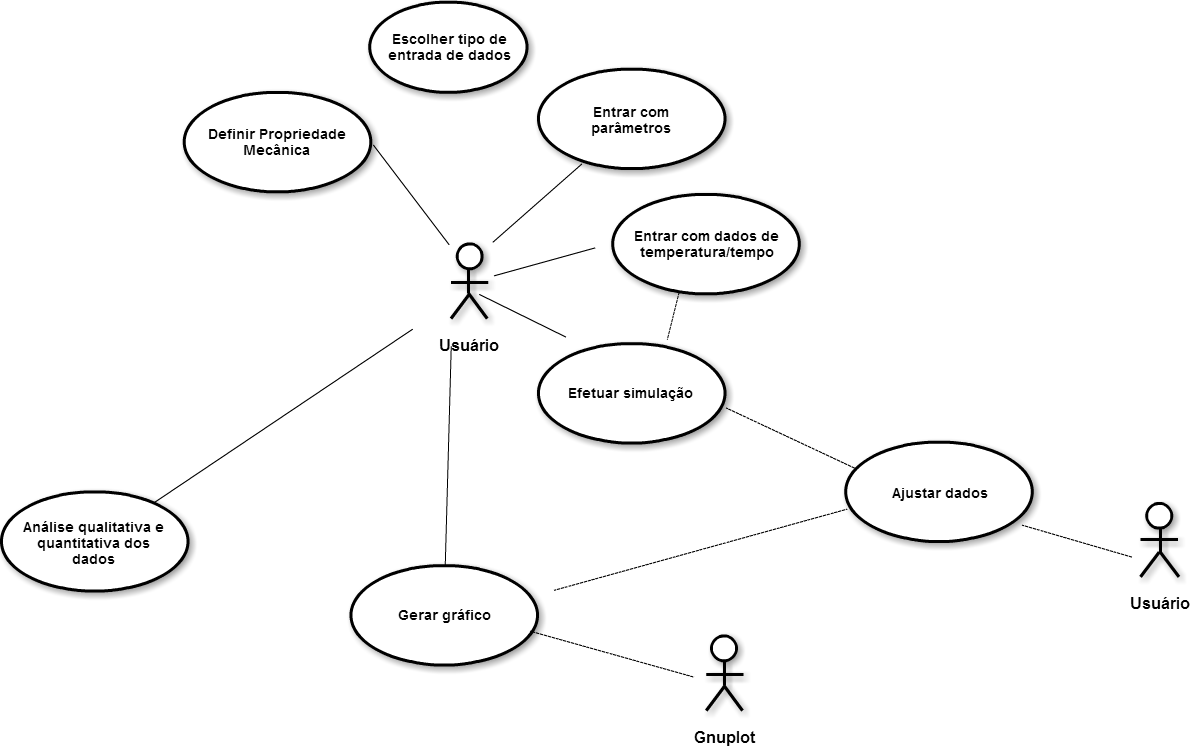 Escolher tipo de
entrada de dados
Entrar com
parâmetros
Definir Propriedade
Mecânica
Entrar com dados de
temperatura/tempo
Usuário
Efetuar simulação
Ajustar dados
Análise qualitativa e
quantitativa dos
dados
Usuário
Gerar gráfico
Gnuplot